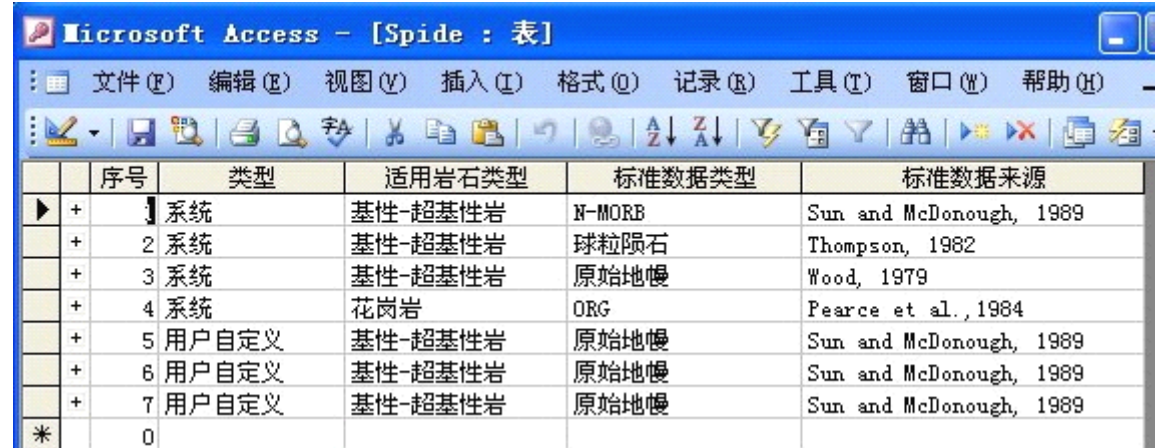 Microsoft Access - [Spide : 表]
文件(F) 编辑(E) 视图(V) 插入(I) 格式(O) 记录(R) 工具(T) 窗口(W) 帮助(H)
序号 类型 适用岩石类型 标准数据类型 标准数据来源
1 系统 基性-超基性岩 N-MORB Sun and McDonough, 1989
2 系统 基性-超基性岩 球粒陨石 Thompson, 1982
3 系统 基性-超基性岩 原始地幔 Wood, 1979
4 系统 花岗岩 ORG Pearce et al.,1984
5 用户自定义 基性-超基性岩 原始地幔 Sun and McDonough, 1989
6 用户自定义 基性-超基性岩 原始地幔 Sun and McDonough, 1989
7 用户自定义 基性-超基性岩 原始地幔 Sun and McDonough, 1989
0